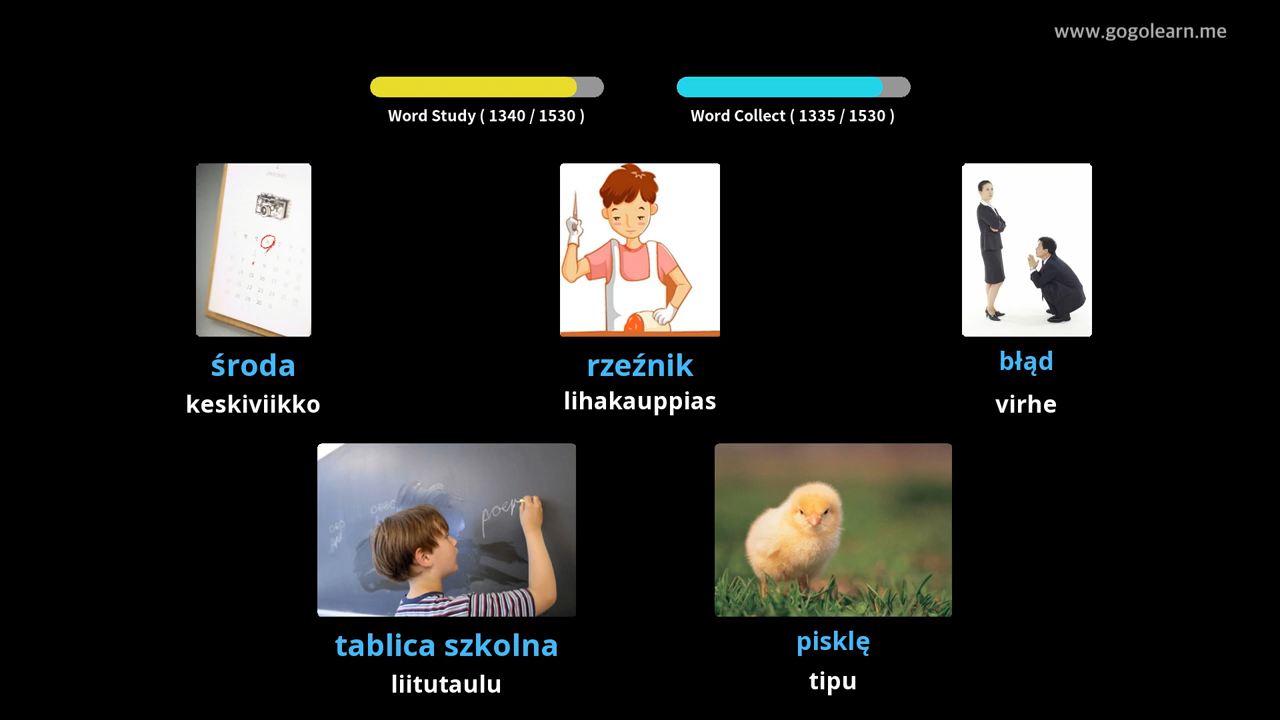 www.gogolearn.me
Word Study ( 1340 / 1530 )
Word Collect ( 1335 / 1530 )
środa
keskiviikko
rzeźnik
lihakauppias
błąd
virhe
tablica szkolna
liitutaulu
pisklę
tipu